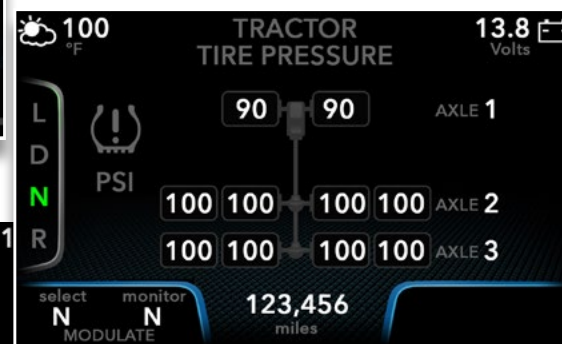 100 °F
TRACTOR
TIRE PRESSURE
13.8
Volts
L
D
N
R
PSI
90 90 AXLE 1
100 100 100 100 AXLE 2
100 100 100 100 AXLE 3
1
select monitor
N N
MODULATE
123,456
miles